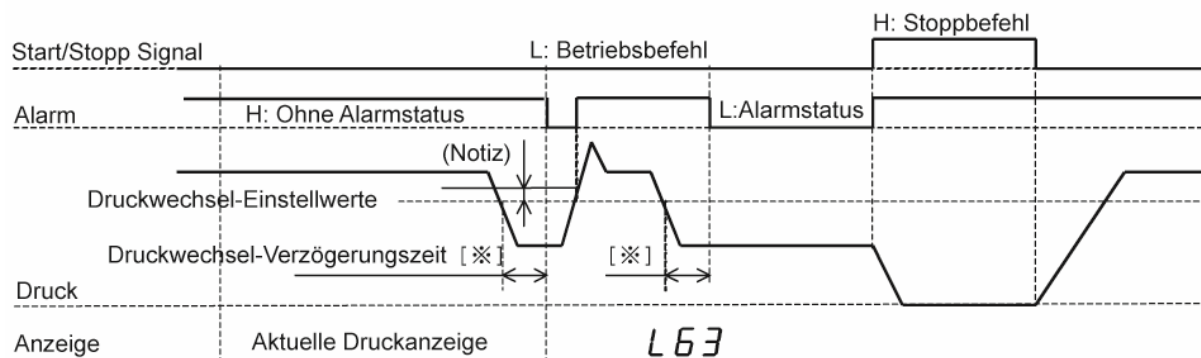 H: Stoppbefehl
Start/Stopp Signal
L: Betriebsbefehl
Alarm
H: Ohne Alarmstatus
L:Alarmstatus
(Notiz)
Druckwechsel-Einstellwerte
Druckwechsel-Verzögerungszeit [※]
[※]
Druck
Anzeige
Aktuelle Druckanzeige
L63